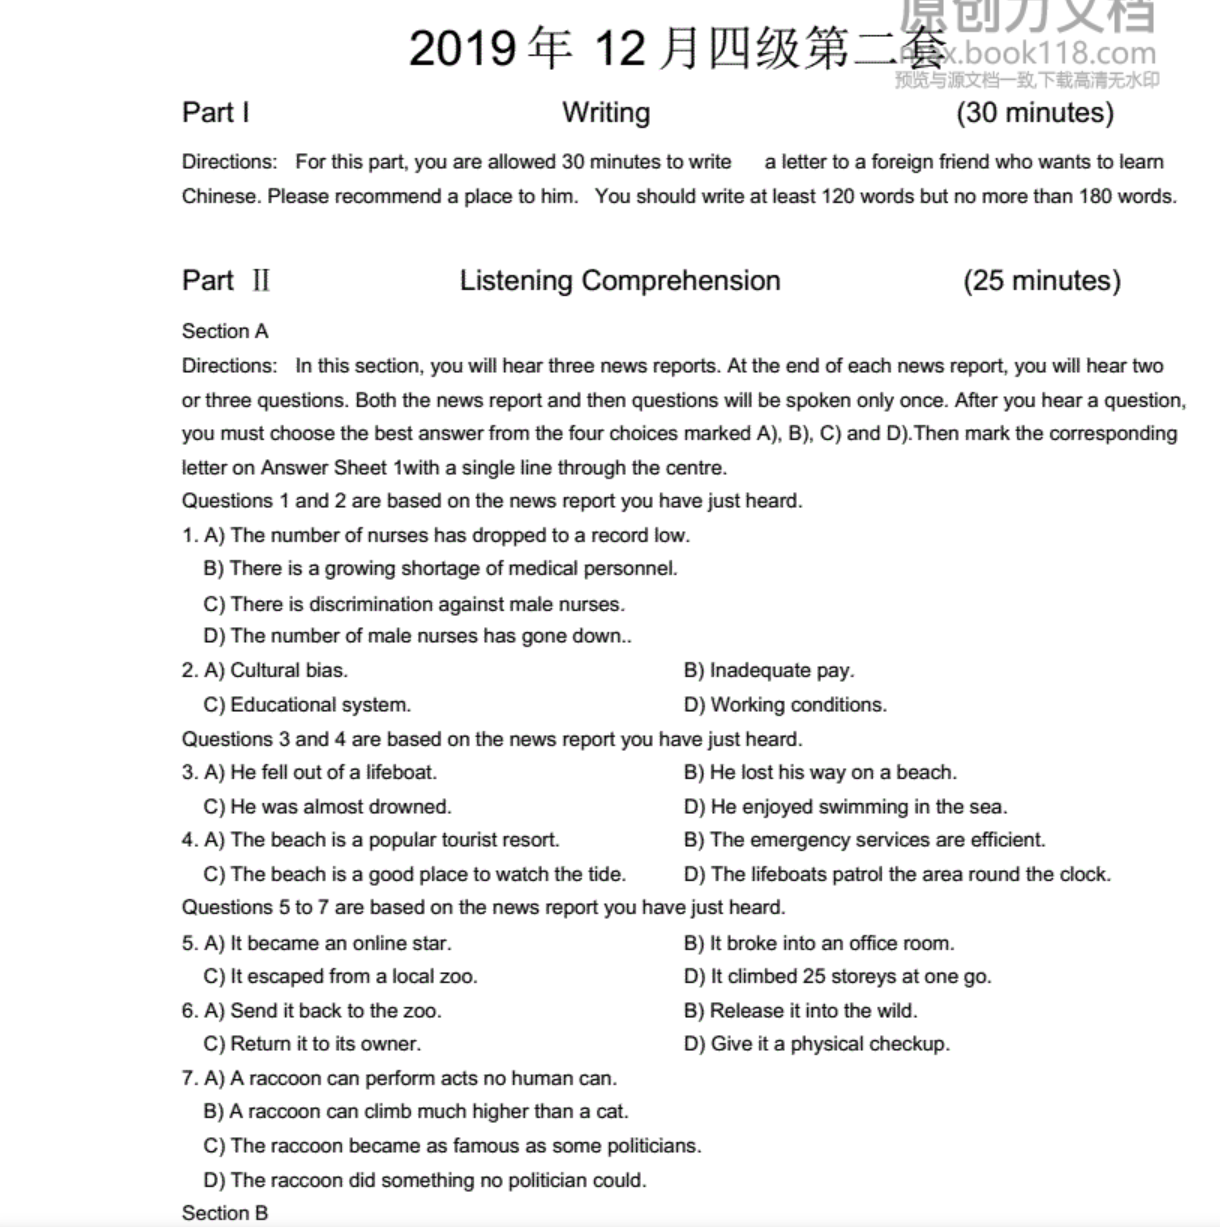 原创力文档
max.book118.com
预览与源文档一致,下载高清无水印
2019年 12月四级第二套
Part I Writing (30 minutes)
Directions: For this part, you are allowed 30 minutes to write a letter to a foreign friend who wants to learn
Chinese. Please recommend a place to him. You should write at least 120 words but no more than 180 words.
Part Ⅱ Listening Comprehension (25 minutes)
Section A
Directions: In this section, you will hear three news reports. At the end of each news report, you will hear two
or three questions. Both the news report and then questions will be spoken only once. After you hear a question,
you must choose the best answer from the four choices marked A), B), C) and D).Then mark the corresponding
letter on Answer Sheet 1with a single line through the centre.
Questions 1 and 2 are based on the news report you have just heard.
1. A) The number of nurses has dropped to a record low.
B) There is a growing shortage of medical personnel.
C) There is discrimination against male nurses.
D) The number of male nurses has gone down..
2. A) Cultural bias. B) Inadequate pay.
C) Educational system. D) Working conditions.
Questions 3 and 4 are based on the news report you have just heard.
3. A) He fell out of a lifeboat. B) He lost his way on a beach.
C) He was almost drowned. D) He enjoyed swimming in the sea.
4. A) The beach is a popular tourist resort. B) The emergency services are efficient.
C) The beach is a good place to watch the tide. D) The lifeboats patrol the area round the clock.
Questions 5 to 7 are based on the news report you have just heard.
5. A) It became an online star. B) It broke into an office room.
C) It escaped from a local zoo. D) It climbed 25 storeys at one go.
6. A) Send it back to the zoo. B) Release it into the wild.
C) Return it to its owner. D) Give it a physical checkup.
7. A) A raccoon can perform acts no human can.
B) A raccoon can climb much higher than a cat.
C) The raccoon became as famous as some politicians.
D) The raccoon did something no politician could.
Section B